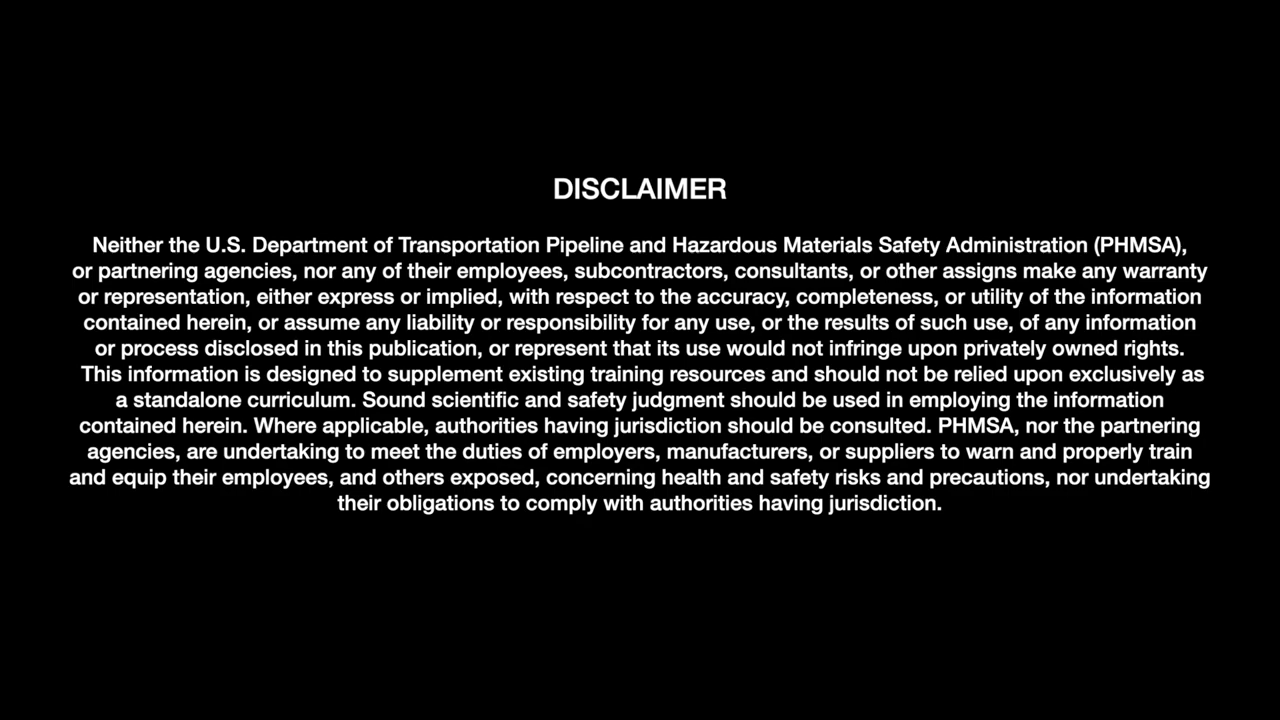 DISCLAIMER
Neither the U.S. Department of Transportation Pipeline and Hazardous Materials Safety Administration (PHMSA),
or partnering agencies, nor any of their employees, subcontractors, consultants, or other assigns make any warranty
or representation, either express or implied, with respect to the accuracy, completeness, or utility of the information
contained herein, or assume any liability or responsibility for any use, or the results of such use, of any information
or process disclosed in this publication, or represent that its use would not infringe upon privately owned rights.
This information is designed to supplement existing training resources and should not be relied upon exclusively as
a standalone curriculum. Sound scientific and safety judgment should be used in employing the information
contained herein. Where applicable, authorities having jurisdiction should be consulted. PHMSA, nor the partnering
agencies, are undertaking to meet the duties of employers, manufacturers, or suppliers to warn and properly train
and equip their employees, and others exposed, concerning health and safety risks and precautions, nor undertaking
their obligations to comply with authorities having jurisdiction.